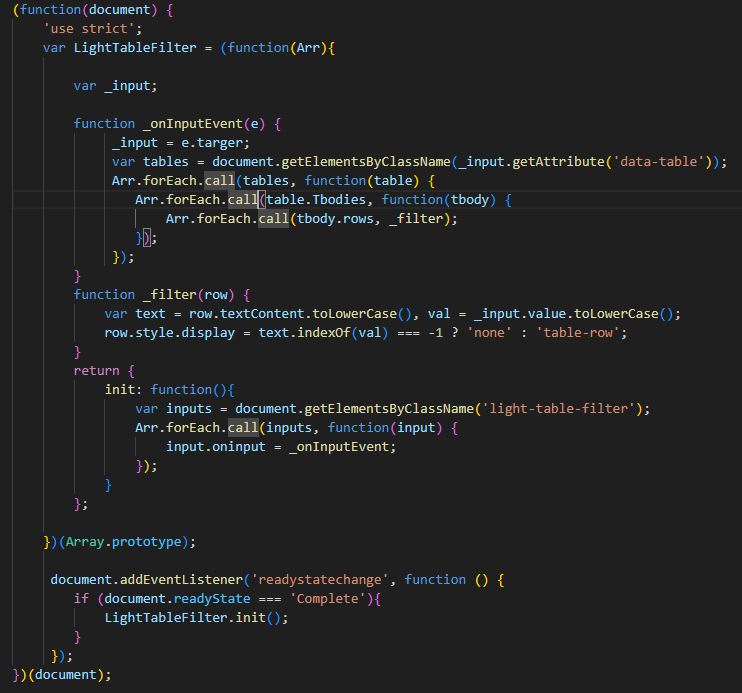 (function(document) {
'use strict';
var LightTableFilter = (function(Arr){
var _input;
function _onInputEvent(e) {
_input = e.targer;
var tables = document.getElementsByClassName(_input.getAttribute('data-table'));
Arr.forEach.call(tables, function(table) {
Arr.forEach.call(table.Tbodies, function(tbody) {
Arr.forEach.call(tbody.rows, _filter);
});
});
}
function _filter(row) {
var text = row.textContent.toLowerCase(), val = _input.value.toLowerCase();
row.style.display = text.indexOf(val) === -1 ? 'none' : 'table-row';
}
return {
init: function(){
var inputs = document.getElementsByClassName('light-table-filter');
Arr.forEach.call(inputs, function(input) {
input.oninput = _onInputEvent;
});
}
};
})(Array.prototype);
document.addEventListener('readystatechange', function () {
if (document.readyState === 'Complete'){
LightTableFilter.init();
}
});
})(document);